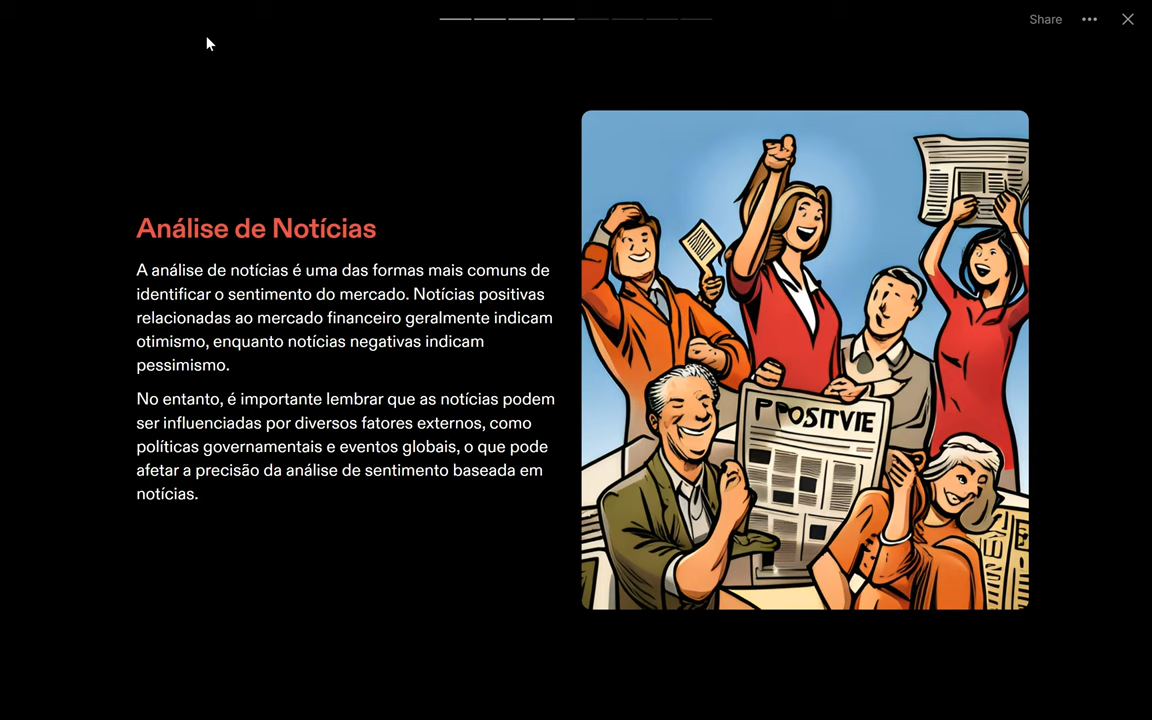 Share
Análise de Notícias
A análise de notícias é uma das formas mais comuns de
identificar o sentimento do mercado. Notícias positivas
relacionadas ao mercado financeiro geralmente indicam
otimismo, enquanto notícias negativas indicam
pessimismo.
No entanto, é importante lembrar que as notícias podem
ser influenciadas por diversos fatores externos, como
políticas governamentais e eventos globais, o que pode
afetar a precisão da análise de sentimento baseada em
notícias.
PPOSITVIE